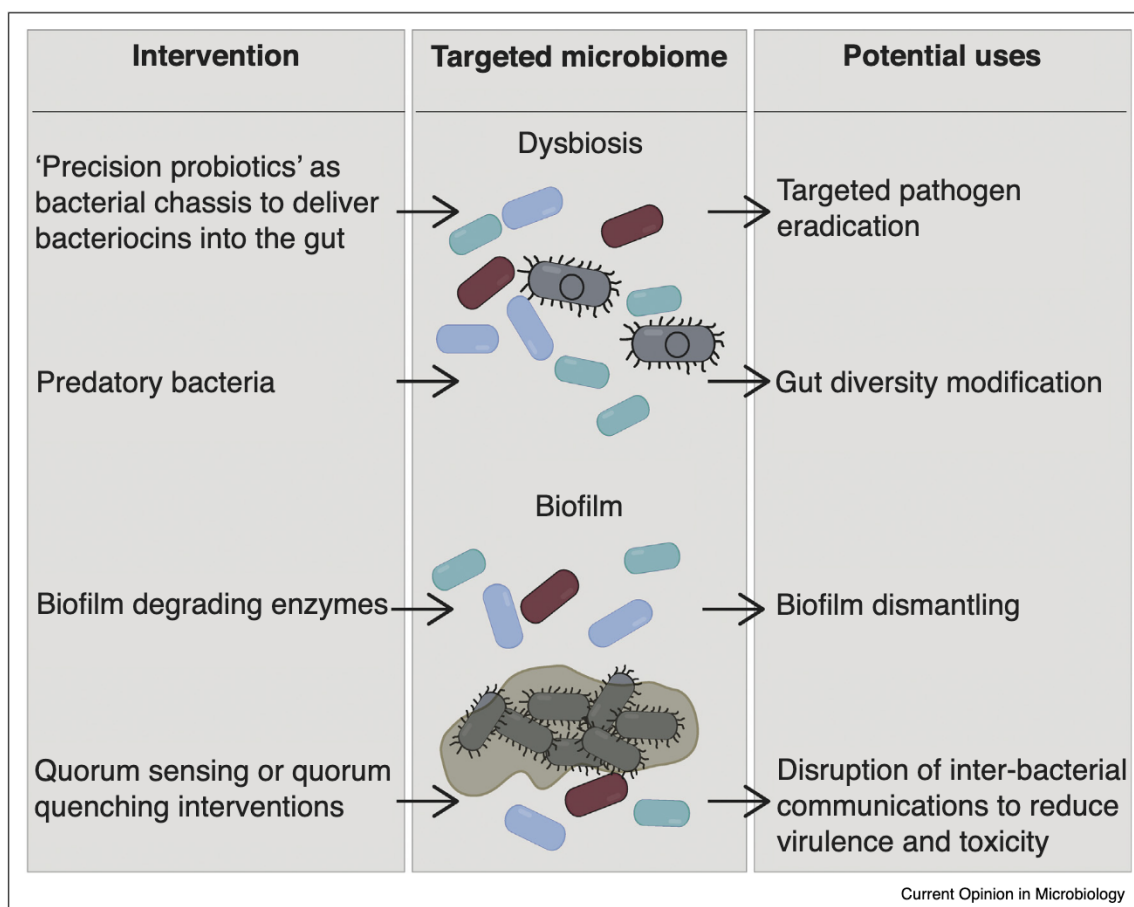 Intervention
Targeted microbiome
Potential uses
‘Precision probiotics’ as
bacterial chassis to deliver
bacteriocins into the gut
Dysbiosis
Targeted pathogen
eradication
Predatory bacteria
Gut diversity modification
Biofilm
Biofilm degrading enzymes
Biofilm dismantling
Quorum sensing or quorum
quenching interventions
Disruption of inter-bacterial
communications to reduce
virulence and toxicity
Current Opinion in Microbiology